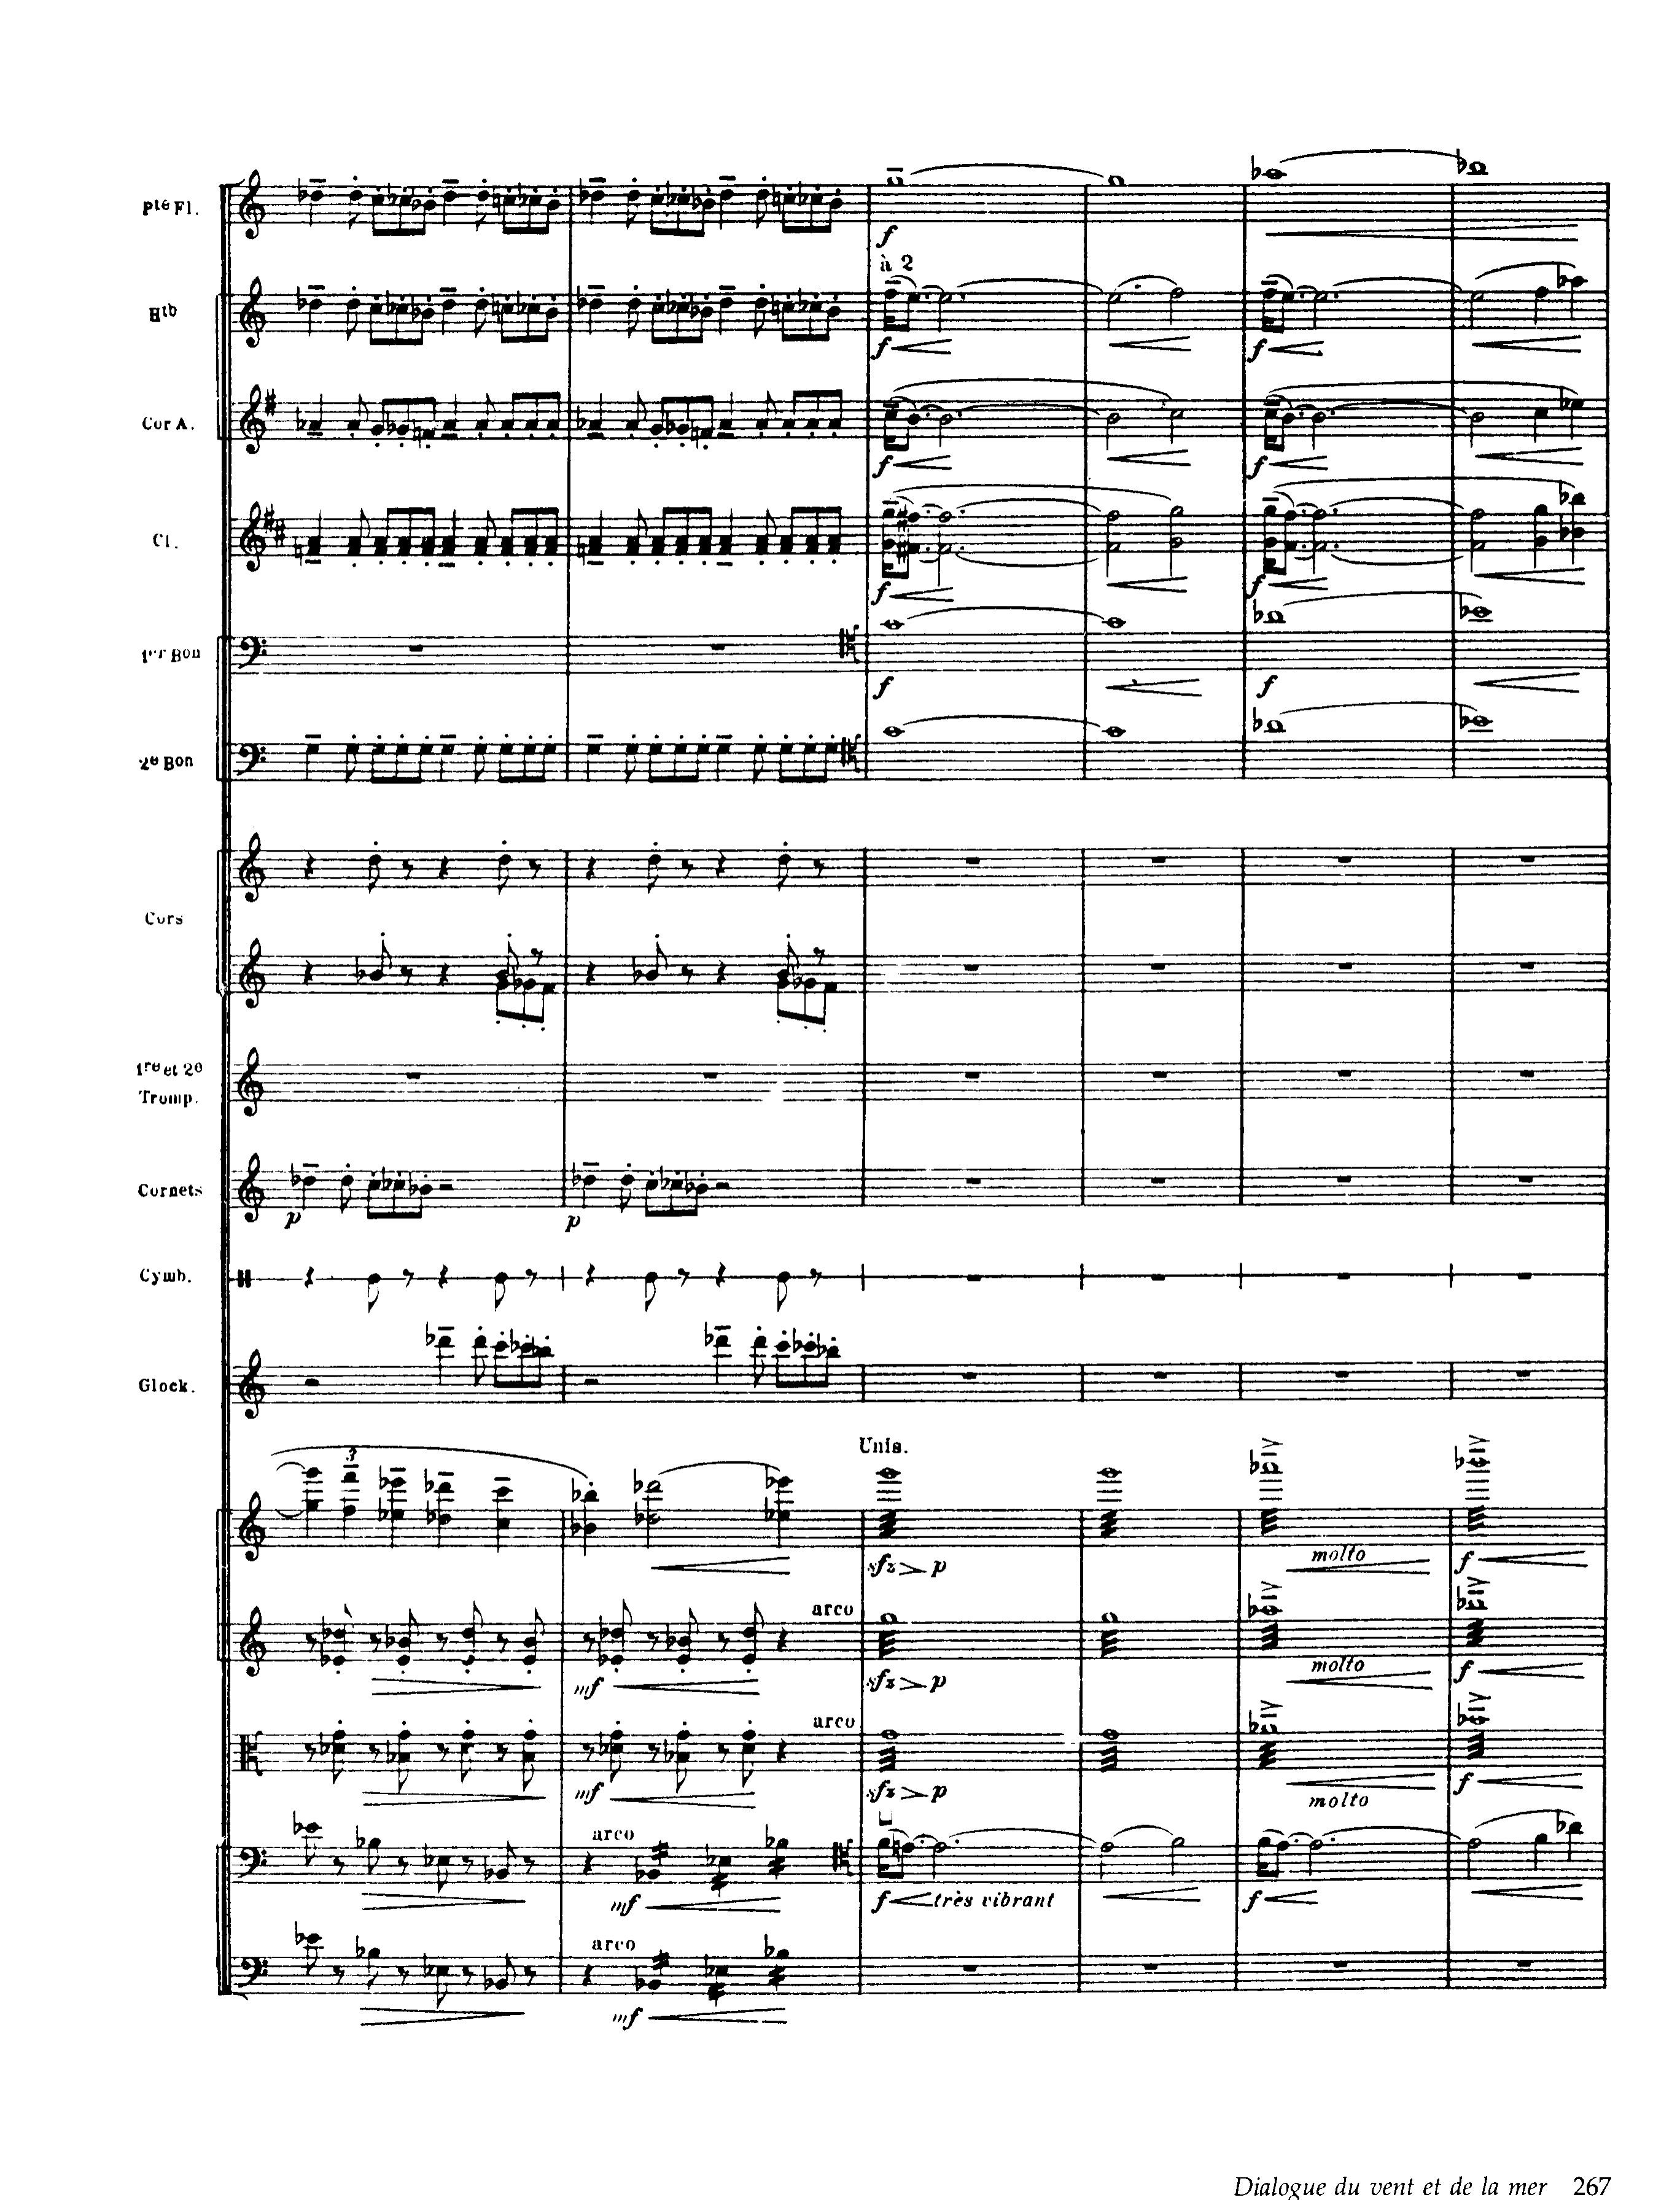 Pte Fl.
f
à 2
Htb
f
f
Cor A.
f
f
Cl.
f
f
1er Bon
f
f
2e Bon
Cors
1re et 2e
Tromp.
Cornets
p
p
Cymb.
Glock.
3
Unis.
sfz p
molto
f
arco
mf
sfz p
molto
f
arco
mf
sfz p
molto
f
arco
mf
f très vibrant
f
arco
mf
Dialogue du vent et de la mer 267